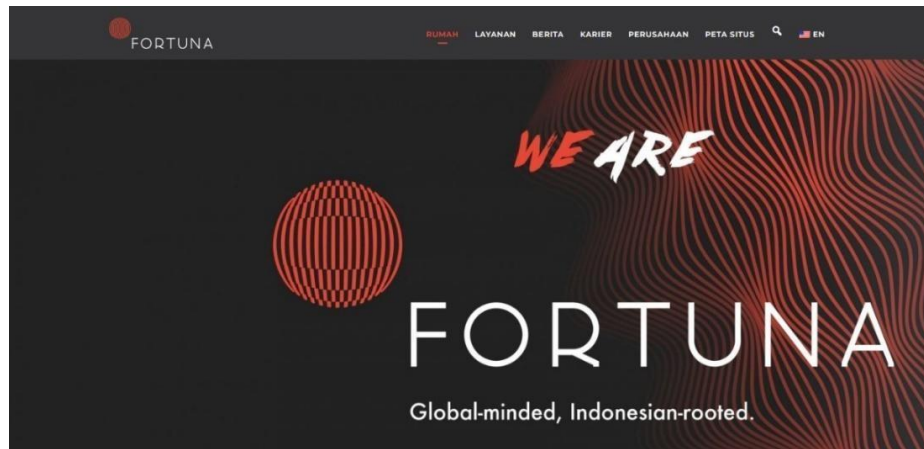 FORTUNA
RUMAH LAYANAN BERITA KARIER PERUSAHAAN PETA SITUS EN
WE ARE
FORTUNA
Global-minded, Indonesian-rooted.